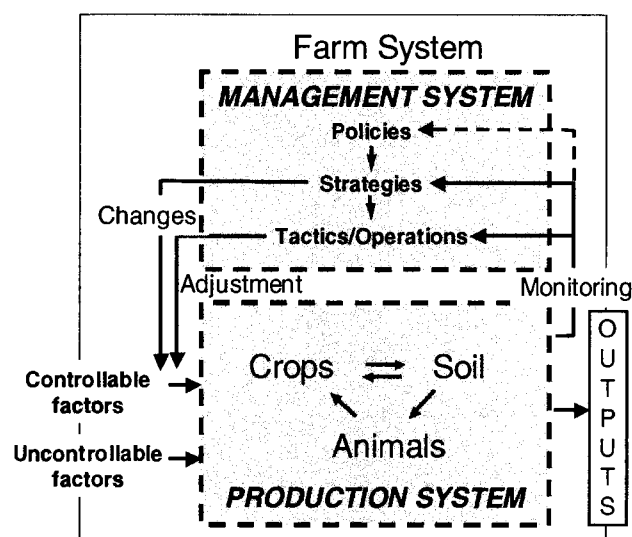 Farm System
MANAGEMENT SYSTEM
Policies
Strategies
Changes
Tactics/Operations
Adjustment
Monitoring
Crops
Soil
Animals
Controllable
factors
Uncontrollable
factors
PRODUCTION SYSTEM
OUTPUTS